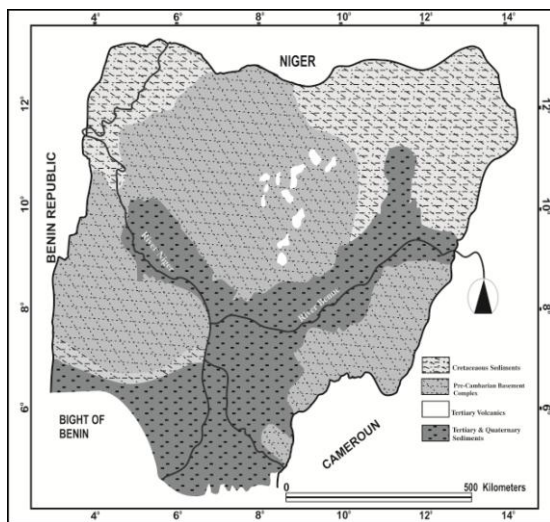 4° 6° 8° 10° 12° 14°
NIGER
12°
12°
BENIN REPUBLIC
10°
10°
River Niger
River Benue
8°
8°
Cretaceous Sediments
Pre-Cambarian Basement
Complex
6°
6°
Tertiary Volcanics
BIGHT OF
BENIN
Tertiary & Quaternary
Sediments
CAMEROUN
0 500 Kilometers
4° 6° 8° 10° 12° 14°